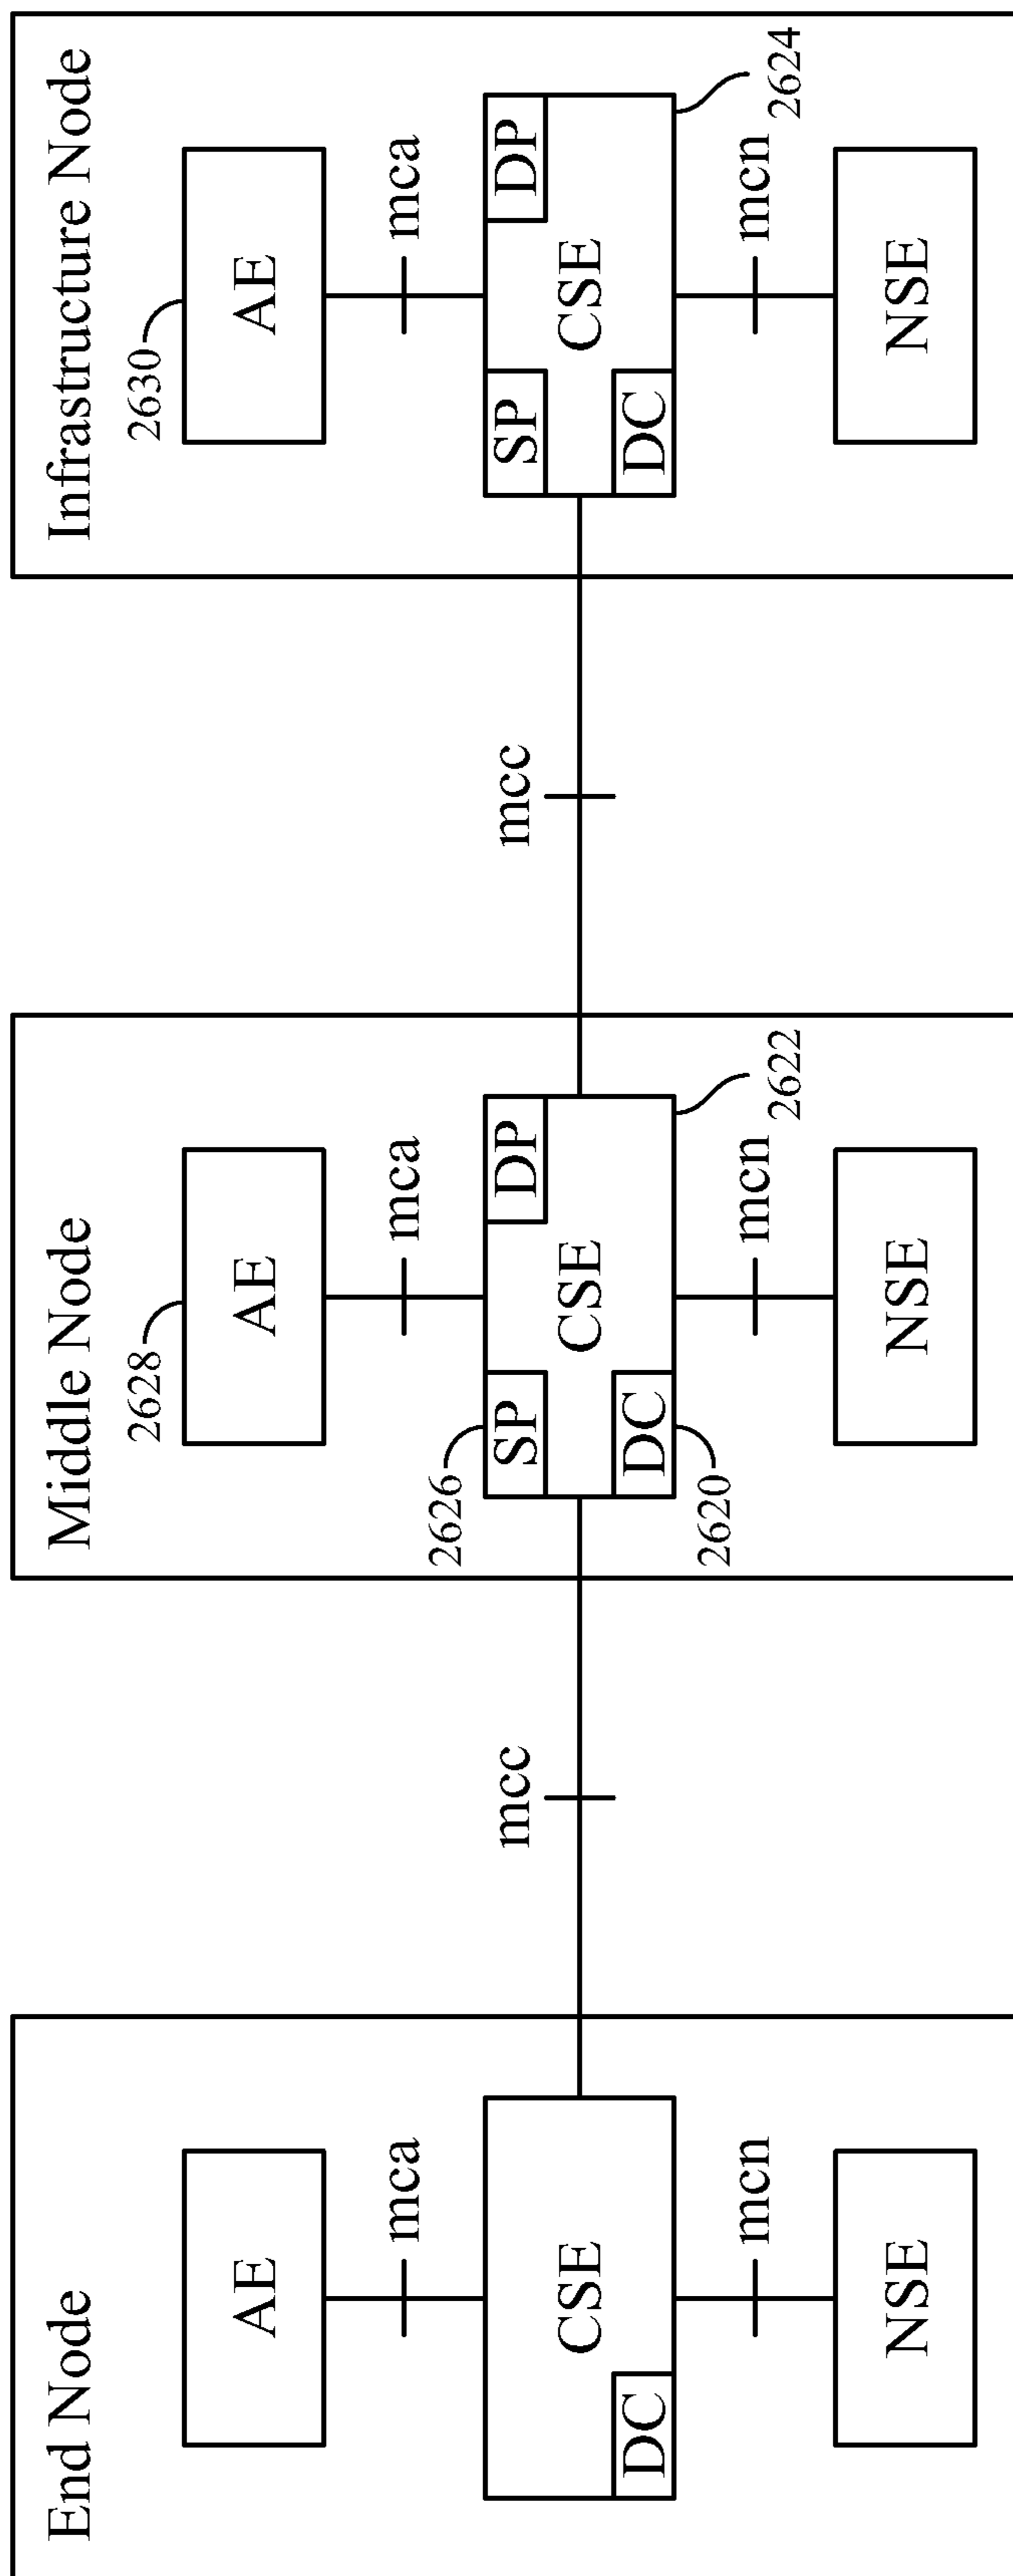 End Node
AE
mca
CSE
DC
mcn
NSE
mcc
Middle Node
2628
AE
mca
2626
SP
DP
CSE
DC
2620
mcn
2622
NSE
mcc
Infrastructure Node
2630
AE
mca
SP
DP
CSE
DC
mcn
2624
NSE